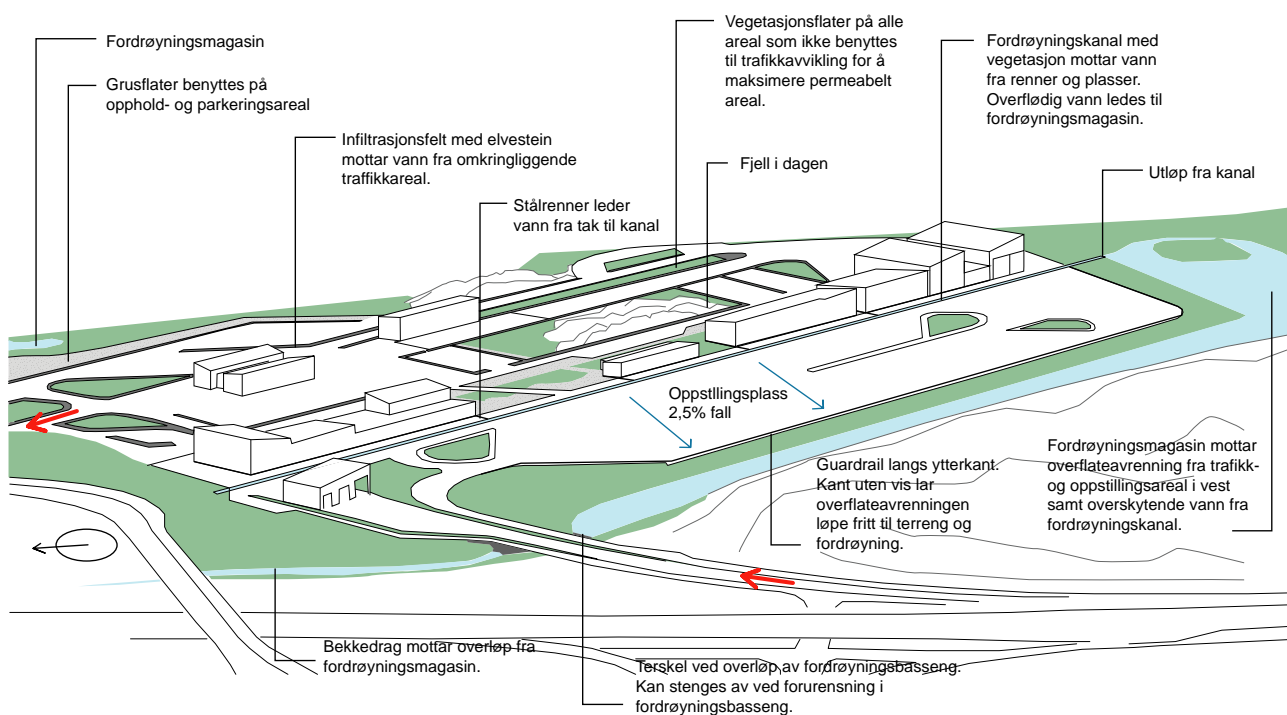 Fordrøyningsmagasin
Grusflater benyttes på
opphold- og parkeringsareal
Infiltrasjonsfelt med elvestein
mottar vann fra omkringliggende
traffikkareal.
Stålrenner leder
vann fra tak til kanal
Vegetasjonsflater på alle
areal som ikke benyttes
til trafikkavvikling for å
maksimere permeabelt
areal.
Fjell i dagen
Fordrøyningskanal med
vegetasjon mottar vann
fra renner og plasser.
Overflødig vann ledes til
fordrøyningsmagasin.
Utløp fra kanal
Oppstllingsplass
2,5% fall
Guardrail langs ytterkant.
Kant uten vis lar
overflateavrenningen
løpe fritt til terreng og
fordrøyning.
Fordrøyningsmagasin mottar
overflateavrenning fra trafikk-
og oppstillingsareal i vest
samt overskytende vann fra
fordrøyningskanal.
Bekkedrag mottar overløp fra
fordrøyningsmagasin.
Terskel ved overløp av fordrøyningsbasseng.
Kan stenges av ved forurensning i
fordrøyningsbasseng.